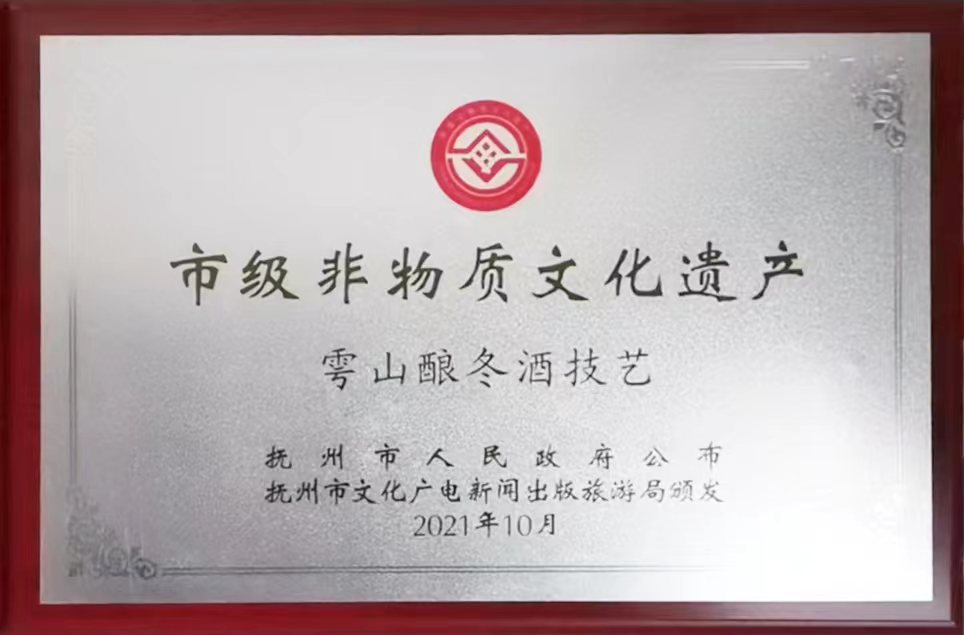 市级非物质文化遗产
雩山酿冬酒技艺
抚州市人民政府公布
抚州市文化广电新闻出版旅游局颁发
2021年10月